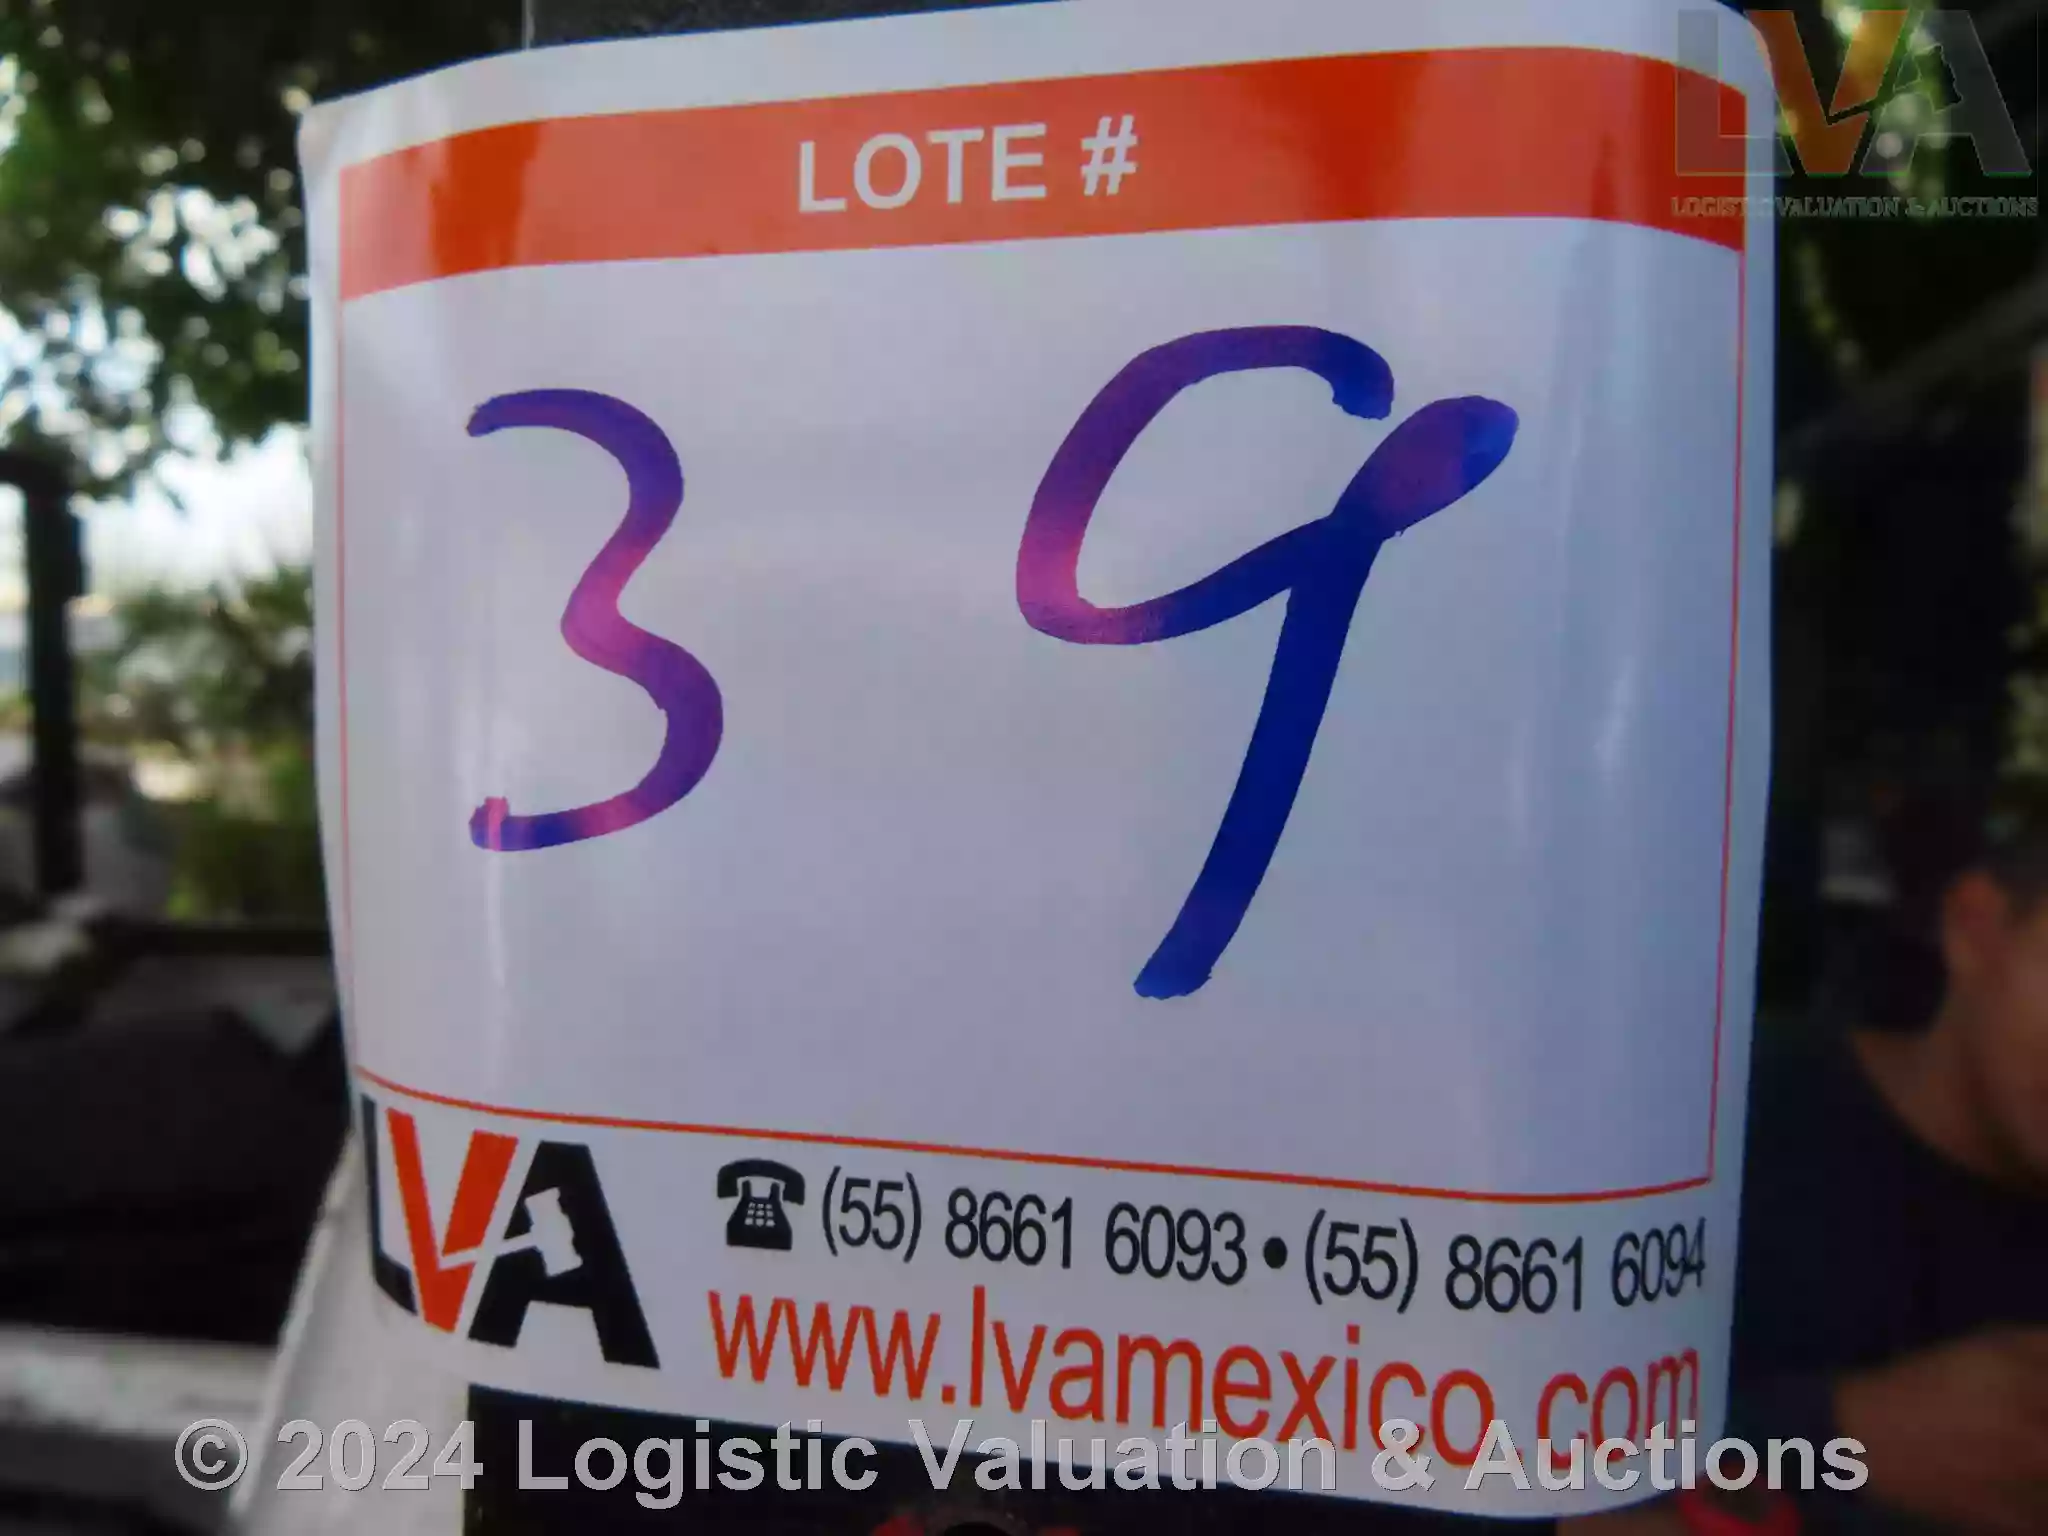 LVA
LOGISTIC VALUATION & AUCTIONS
LOTE #
39
LVA
(55) 8661 6093 • (55) 8661 6094
www.lvamexico.com
© 2024 Logistic Valuation & Auctions